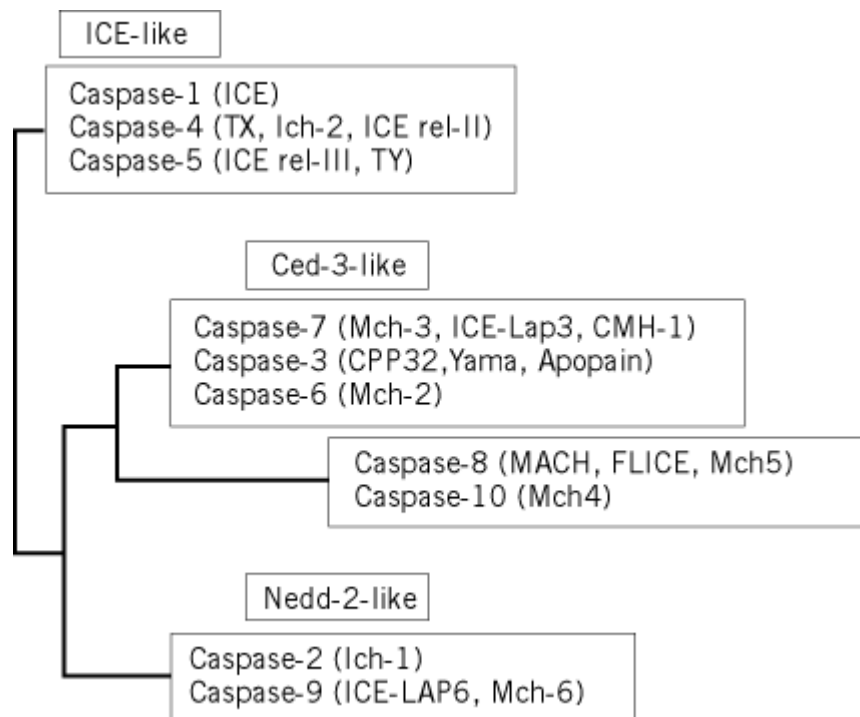 ICE-like
Caspase-1 (ICE)
Caspase-4 (TX, Ich-2, ICE rel-II)
Caspase-5 (ICE rel-III, TY)
Ced-3-like
Caspase-7 (Mch-3, ICE-Lap3, CMH-1)
Caspase-3 (CPP32,Yama, Apopain)
Caspase-6 (Mch-2)
Caspase-8 (MACH, FLICE, Mch5)
Caspase-10 (Mch4)
Nedd-2-like
Caspase-2 (Ich-1)
Caspase-9 (ICE-LAP6, Mch-6)